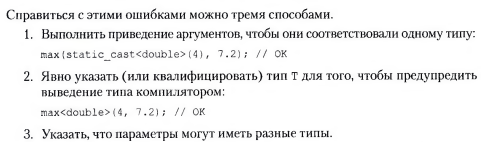 Справиться с этими ошибками можно тремя способами.
1. Выполнить приведение аргументов, чтобы они соответствовали одному типу:
max(static_cast<double>(4), 7.2); // OK
2. Явно указать (или квалифицировать) тип T для того, чтобы предупредить
выведение типа компилятором:
max<double>(4, 7.2); // OK
3. Указать, что параметры могут иметь разные типы.